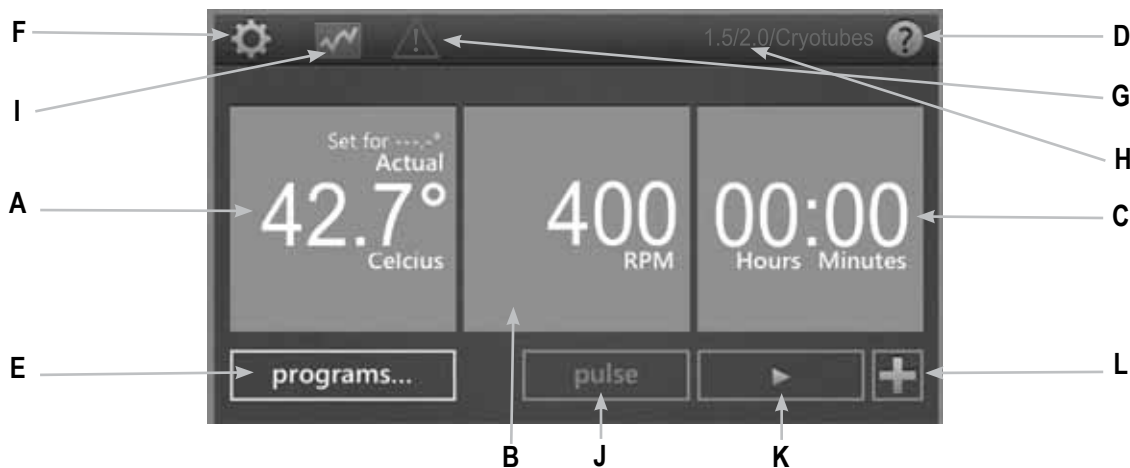 F
1.5/2.0/Cryotubes
D
I
G
H
Set for ---.-°
Actual
A
42.7°
400
00:00
C
Celcius
RPM
Hours Minutes
E
programs...
pulse
L
B
J
K